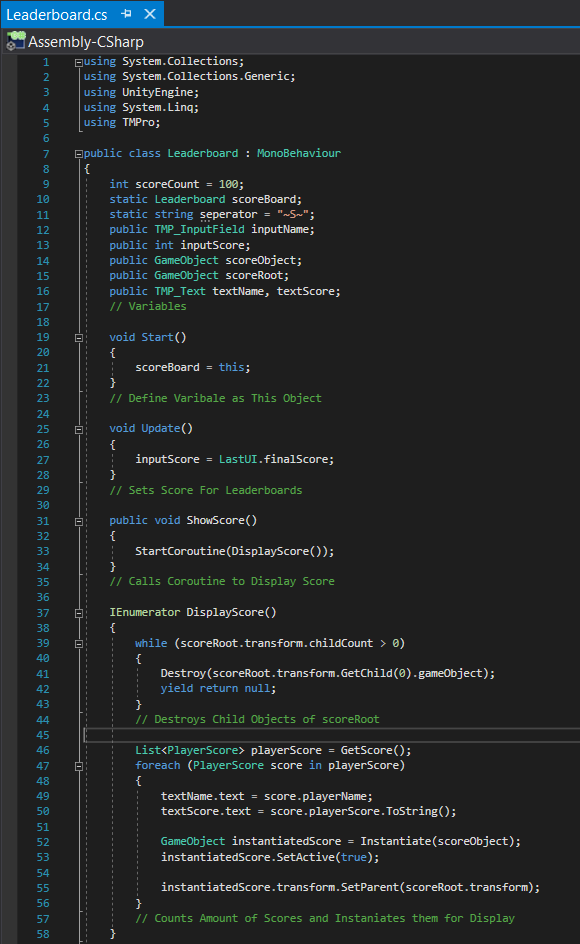 Leaderboard.cs
Assembly-CSharp
1 using System.Collections;
2 using System.Collections.Generic;
3 using UnityEngine;
4 using System.Linq;
5 using TMPro;
6
7 public class Leaderboard : MonoBehaviour
8 {
9 int scoreCount = 100;
10 static Leaderboard scoreBoard;
11 static string seperator = "~S~";
12 public TMP_InputField inputName;
13 public int inputScore;
14 public GameObject scoreObject;
15 public GameObject scoreRoot;
16 public TMP_Text textName, textScore;
17 // Variables
18
19 void Start()
20 {
21 scoreBoard = this;
22 }
23 // Define Varibale as This Object
24
25 void Update()
26 {
27 inputScore = LastUI.finalScore;
28 }
29 // Sets Score For Leaderboards
30
31 public void ShowScore()
32 {
33 StartCoroutine(DisplayScore());
34 }
35 // Calls Coroutine to Display Score
36
37 IEnumerator DisplayScore()
38 {
39 while (scoreRoot.transform.childCount > 0)
40 {
41 Destroy(scoreRoot.transform.GetChild(0).gameObject);
42 yield return null;
43 }
44 // Destroys Child Objects of scoreRoot
45
46 List<PlayerScore> playerScore = GetScore();
47 foreach (PlayerScore score in playerScore)
48 {
49 textName.text = score.playerName;
50 textScore.text = score.playerScore.ToString();
51
52 GameObject instantiatedScore = Instantiate(scoreObject);
53 instantiatedScore.SetActive(true);
54
55 instantiatedScore.transform.SetParent(scoreRoot.transform);
56 }
57 // Counts Amount of Scores and Instaniates them for Display
58 }